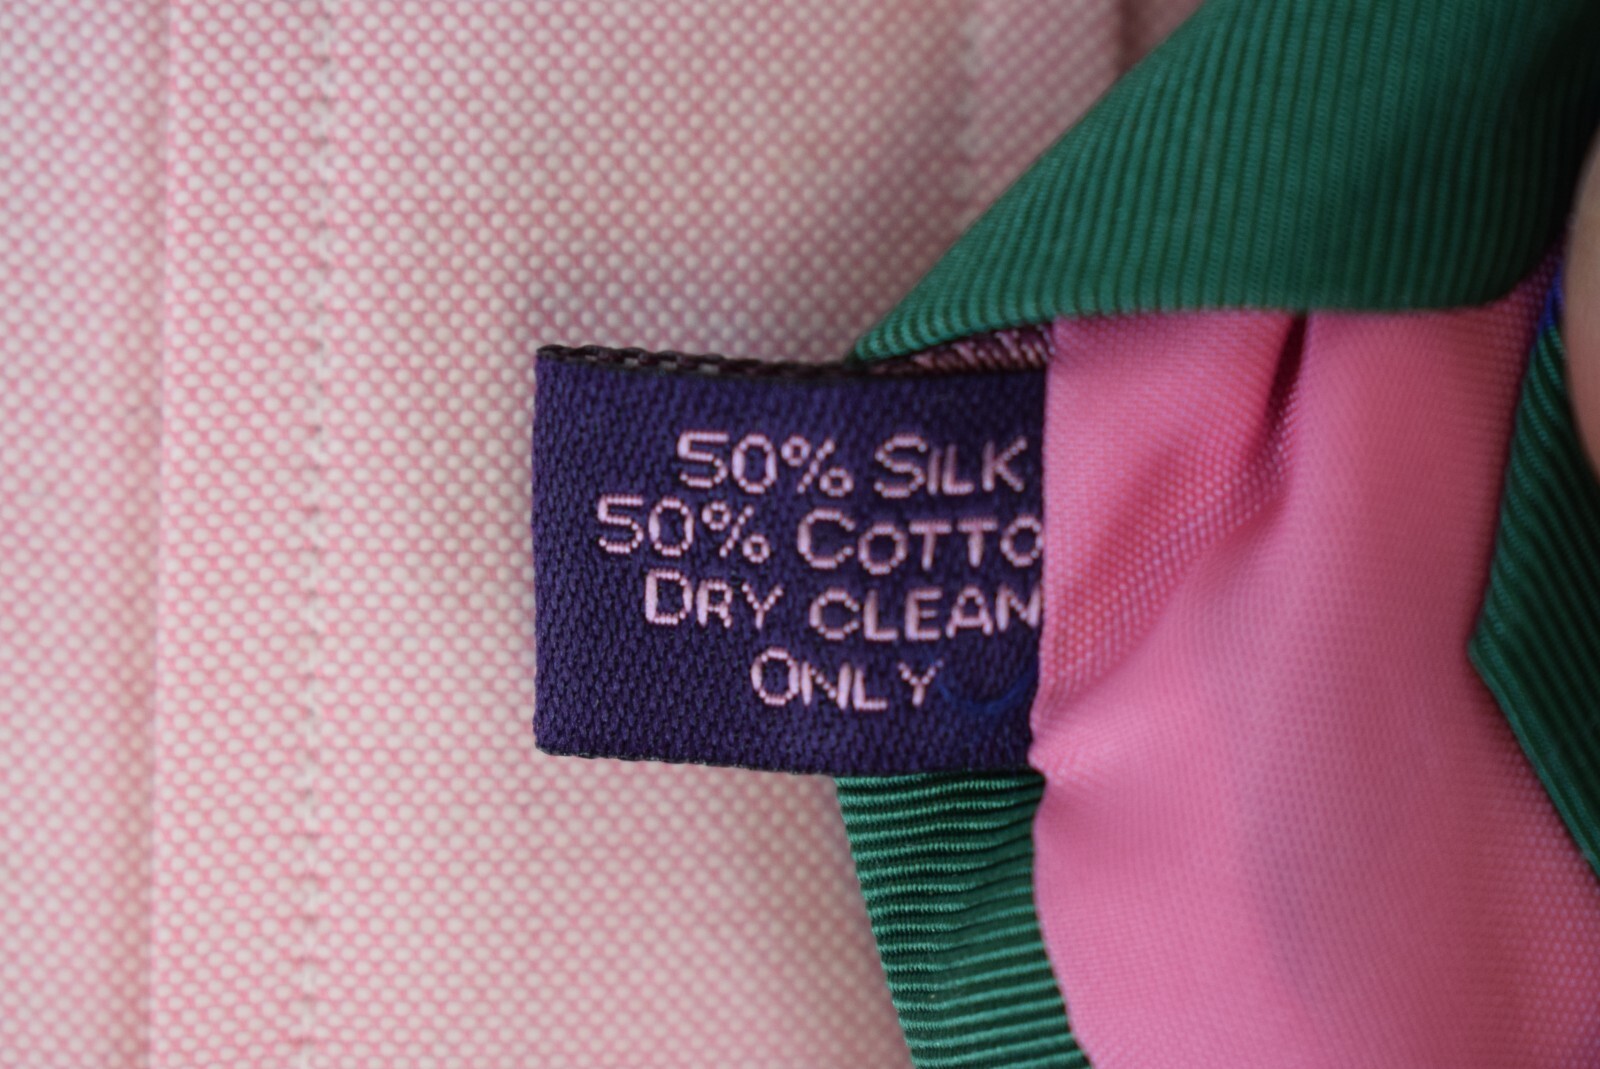 50% SILK
50% COTTO
DRY CLEAN
ONLY